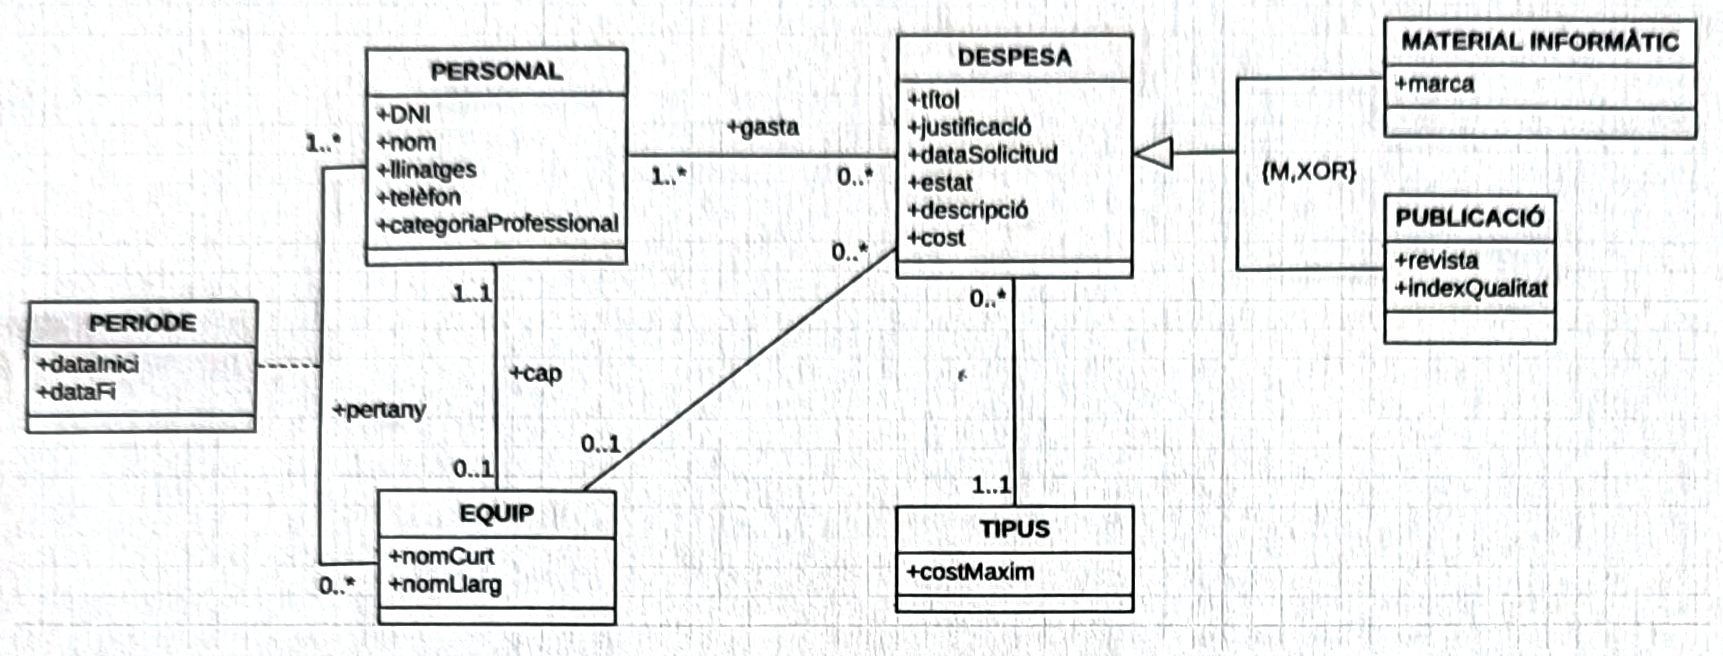 PERSONAL
+DNI
+nom
+llinatges
+telèfon
+categoriaProfessional
1..*
+gasta
1..*
0..*
DESPESA
+títol
+justificació
+dataSolicitud
+estat
+descripció
+cost
MATERIAL INFORMÀTIC
+marca
{M,XOR}
PUBLICACIÓ
+revista
+indexQualitat
0..*
0..*
1..1
PERIODE
+dataInici
+dataFi
+cap
+pertany
0..1
0..1
1..1
EQUIP
+nomCurt
+nomLlarg
0..*
TIPUS
+costMaxim